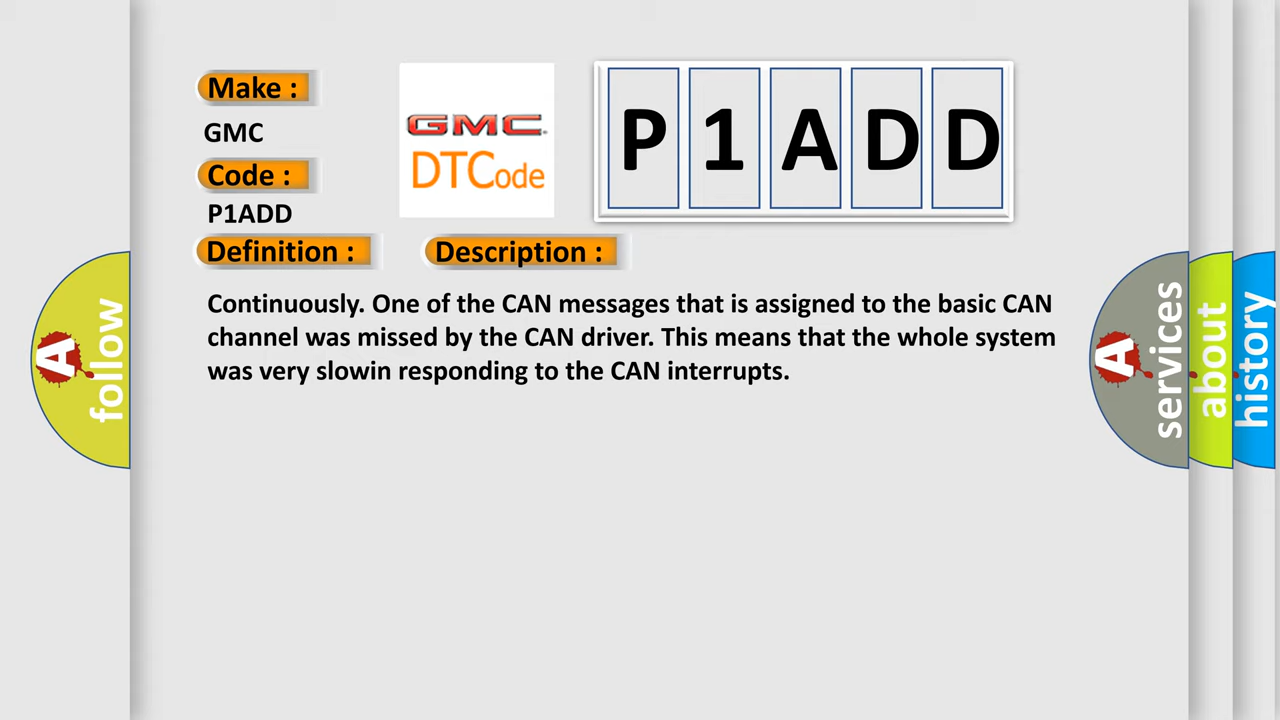 Make :
GMC
Code :
P1ADD
Definition :
Description :
GMC
DTCode
P1ADD
Continuously. One of the CAN messages that is assigned to the basic CAN
channel was missed by the CAN driver. This means that the whole system
was very slowin responding to the CAN interrupts.
A follow
A services
about
history